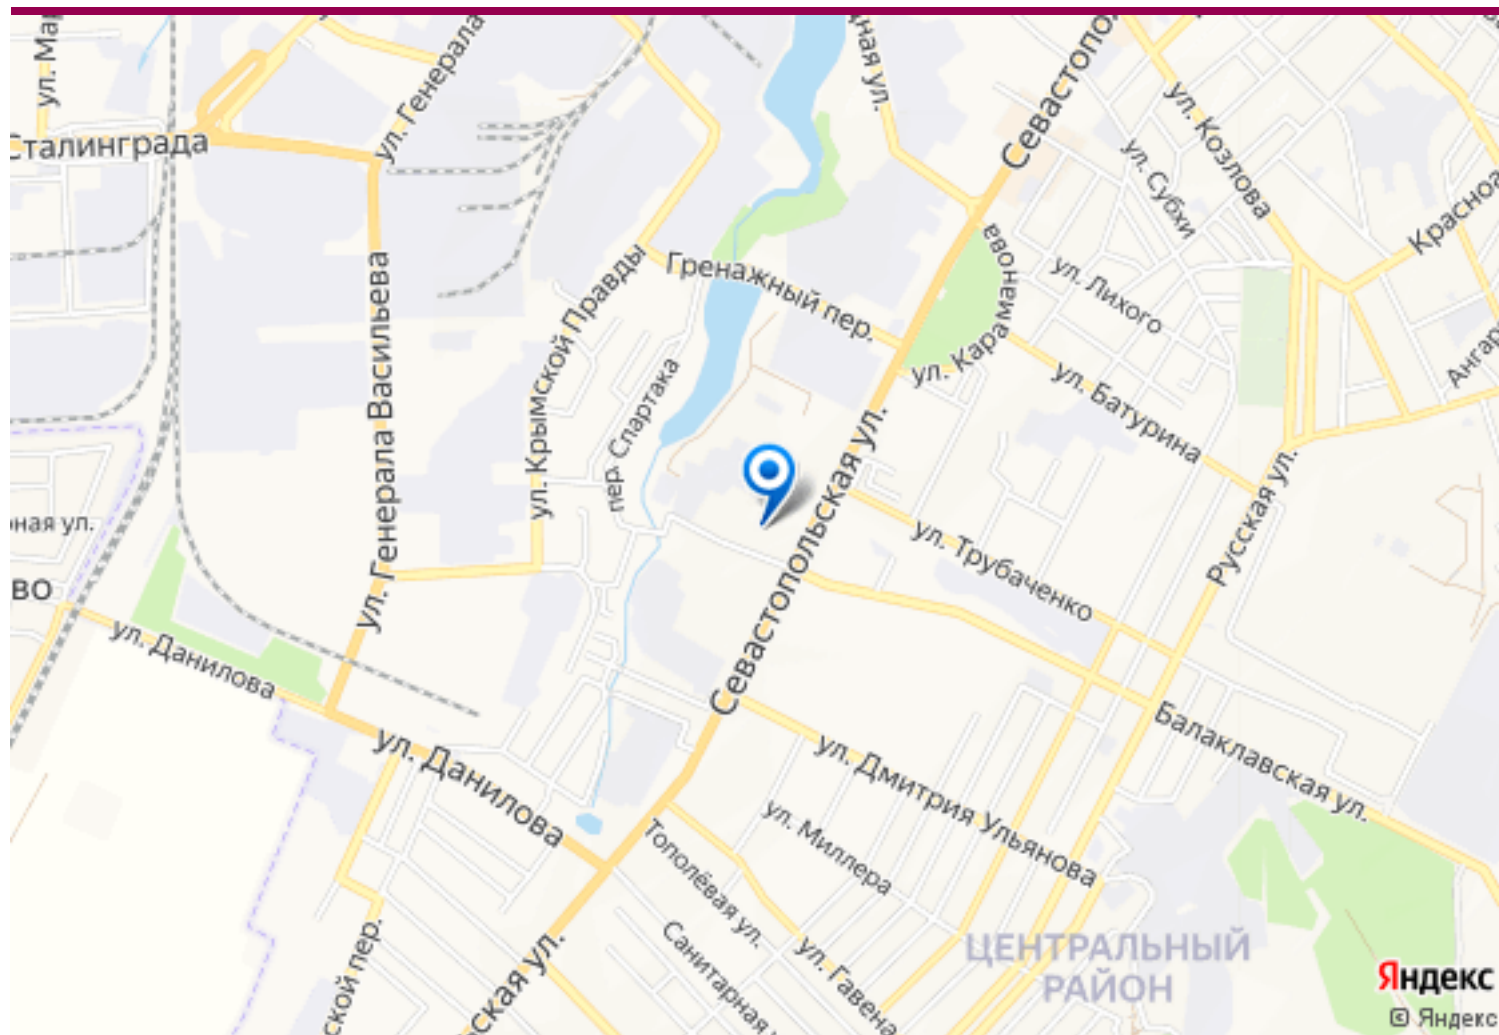 ул. Ма
ул. Генерала
дная ул.
Севастопо
ул. Козлова
Сталинграда
ул. Субхи
Красноа
ул. Караманова
ул. Лихого
Гренажный пер.
ул. Крымской Правды
ул. Генерала Васильева
пер. Спартака
Ангар
ул. Батурина
Севастопольская ул.
Русская ул.
ная ул.
ул. Трубаченко
ВО
ул. Данилова
ул. Данилова
Балаклавская ул.
ул. Дмитрия Ульянова
ул. Миллера
Тополёвая ул.
Санитарная
ул. Гавена
ской пер.
ская ул.
ЦЕНТРАЛЬНЫЙ
РАЙОН
Яндекс
© Яндекс